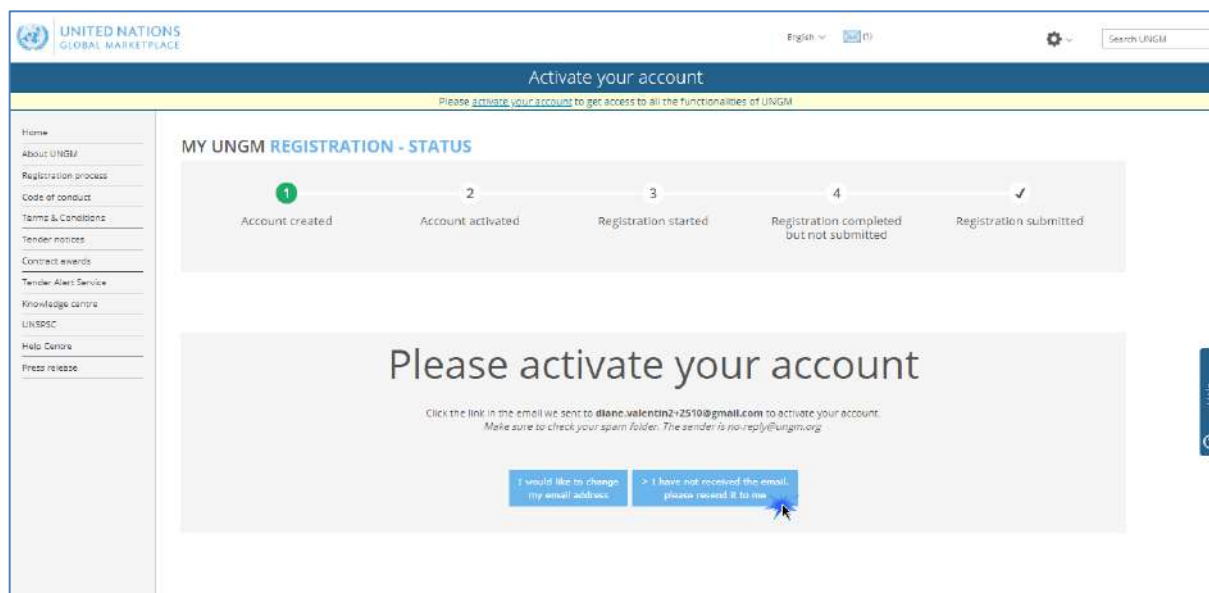 UNITED NATIONS
GLOBAL MARKETPLACE
English
(1)
Search UNGM
Activate your account
Please activate your account to get access to all the functionalities of UNGM
Home
About UNGM
Registration process
Code of conduct
Terms & Conditions
Tender notices
Contract awards
Tender Alert Service
Knowledge centre
UNSPSC
Help Centre
Press release
MY UNGM REGISTRATION - STATUS
1
2
3
4
Account created
Account activated
Registration started
Registration completed
but not submitted
Registration submitted
Please activate your account
Click the link in the email we sent to diane.valentin2+2510@gmail.com to activate your account.
Make sure to check your spam folder. The sender is no-reply@ungm.org
I would like to change
my email address
> I have not received the email,
please resend it to me